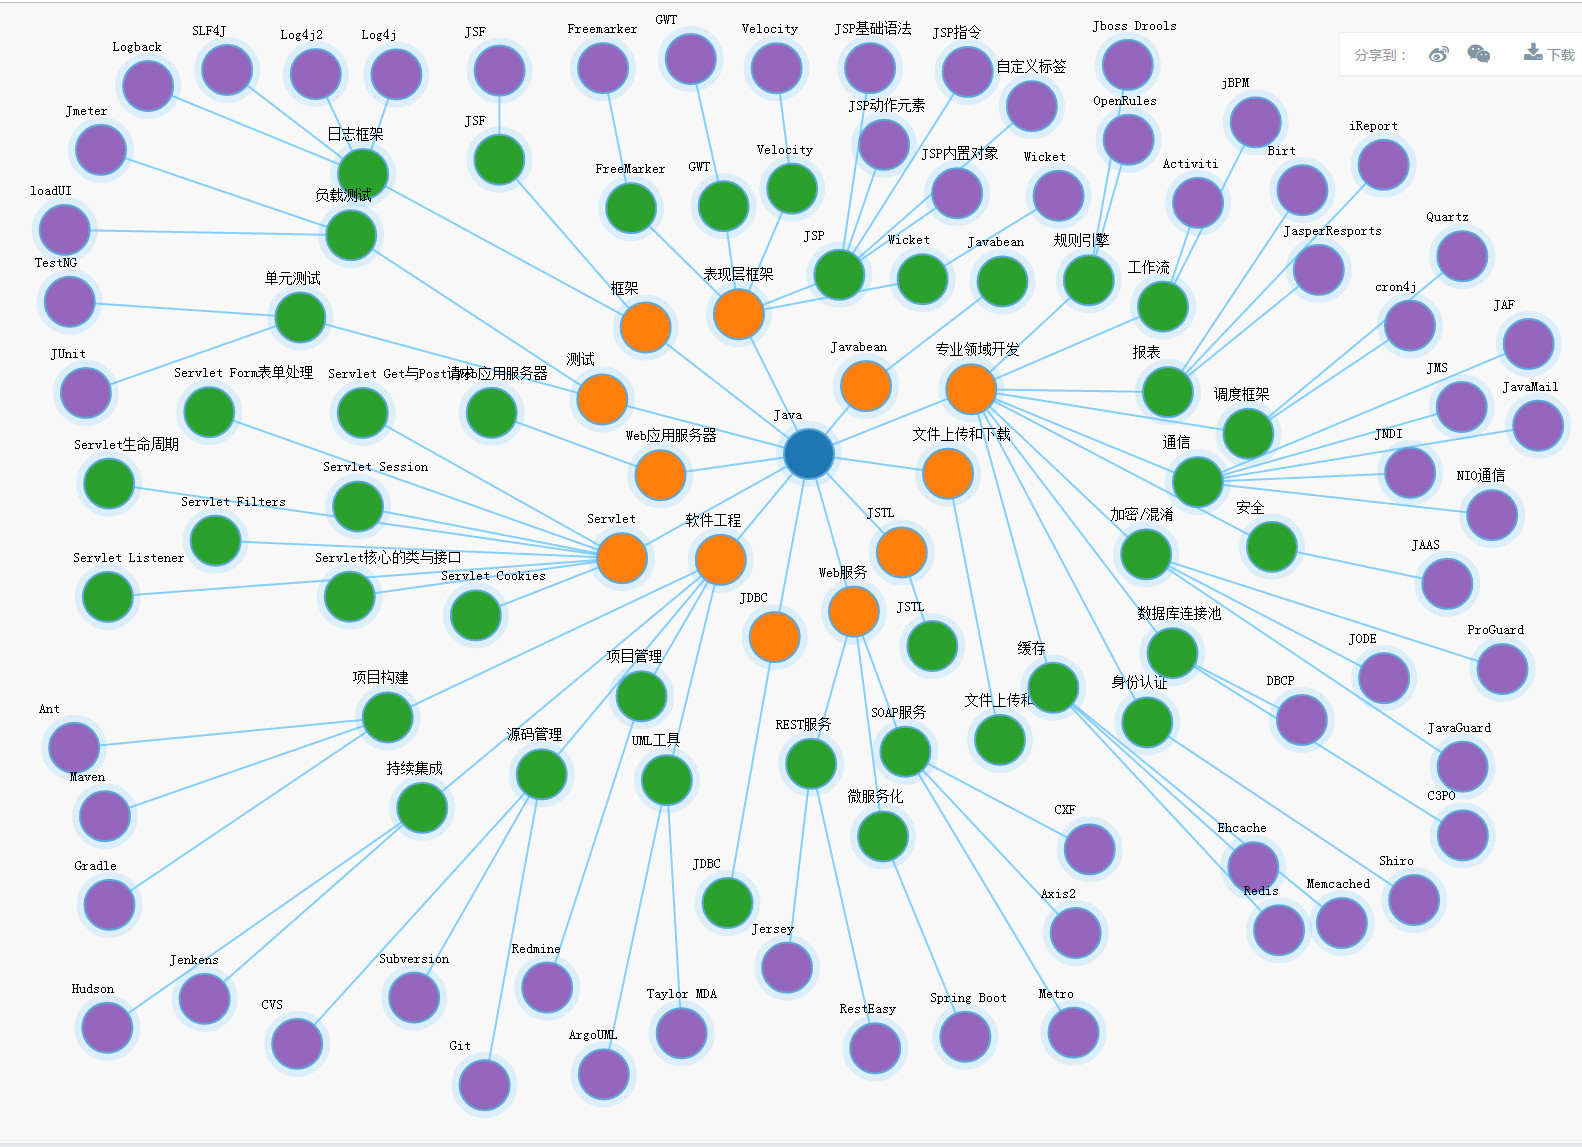 Logback
SLF4J
Log4j2
Log4j
JSF
Freemarker
GWT
Velocity
JSP基础语法
JSP指令
Jboss Drools
分享到：
下载
自定义标签
jBPM
Jmeter
日志框架
JSF
JSP动作元素
OpenRules
iReport
loadUI
负载测试
FreeMarker
GWT
Velocity
JSP内置对象
Wicket
Activiti
Birt
TestNG
单元测试
框架
表现层框架
JSP
Wicket
Javabean
规则引擎
工作流
JasperResports
Quartz
cron4j
JAF
JUnit
Servlet Form表单处理
Servlet Get与Post请求
Web应用服务器
测试
Javabean
专业领域开发
报表
调度框架
JMS
JavaMail
Java
Web应用服务器
文件上传和下载
通信
JNDI
NIO通信
Servlet生命周期
Servlet Session
Servlet Filters
Servlet
软件工程
JSTL
加密/混淆
安全
JAAS
Servlet Listener
Servlet核心的类与接口
Servlet Cookies
JDBC
Web服务
JSTL
数据库连接池
JODE
ProGuard
项目构建
项目管理
缓存
身份认证
DBCP
JavaGuard
Ant
源码管理
UML工具
REST服务
SOAP服务
文件上传和
Maven
持续集成
微服务化
CXF
C3PO
Ehcache
Gradle
JDBC
Shiro
Jersey
Axis2
Redis
Memcached
Hudson
Jenkens
CVS
Subversion
Redmine
Taylor MDA
RestEasy
Spring Boot
Metro
Git
ArgoUML